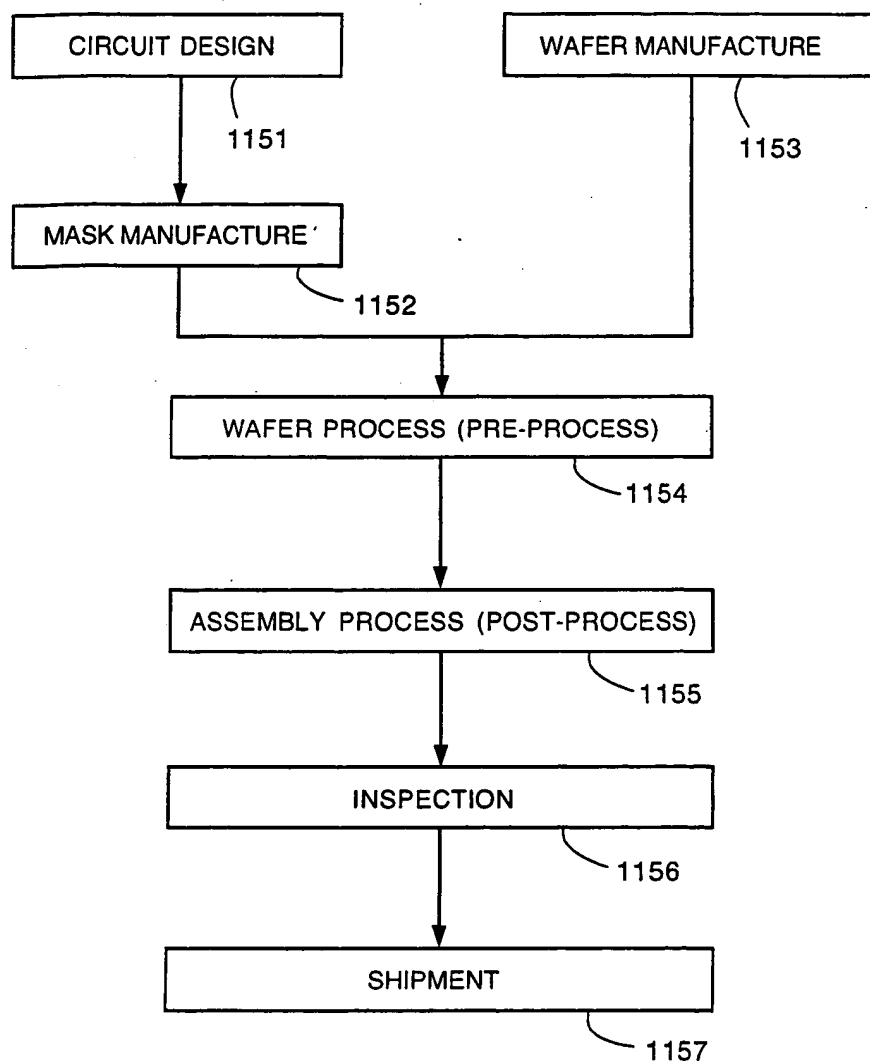 CIRCUIT DESIGN
WAFER MANUFACTURE
1151
1153
MASK MANUFACTURE
1152
WAFER PROCESS (PRE-PROCESS)
1154
ASSEMBLY PROCESS (POST-PROCESS)
1155
INSPECTION
1156
SHIPMENT
1157